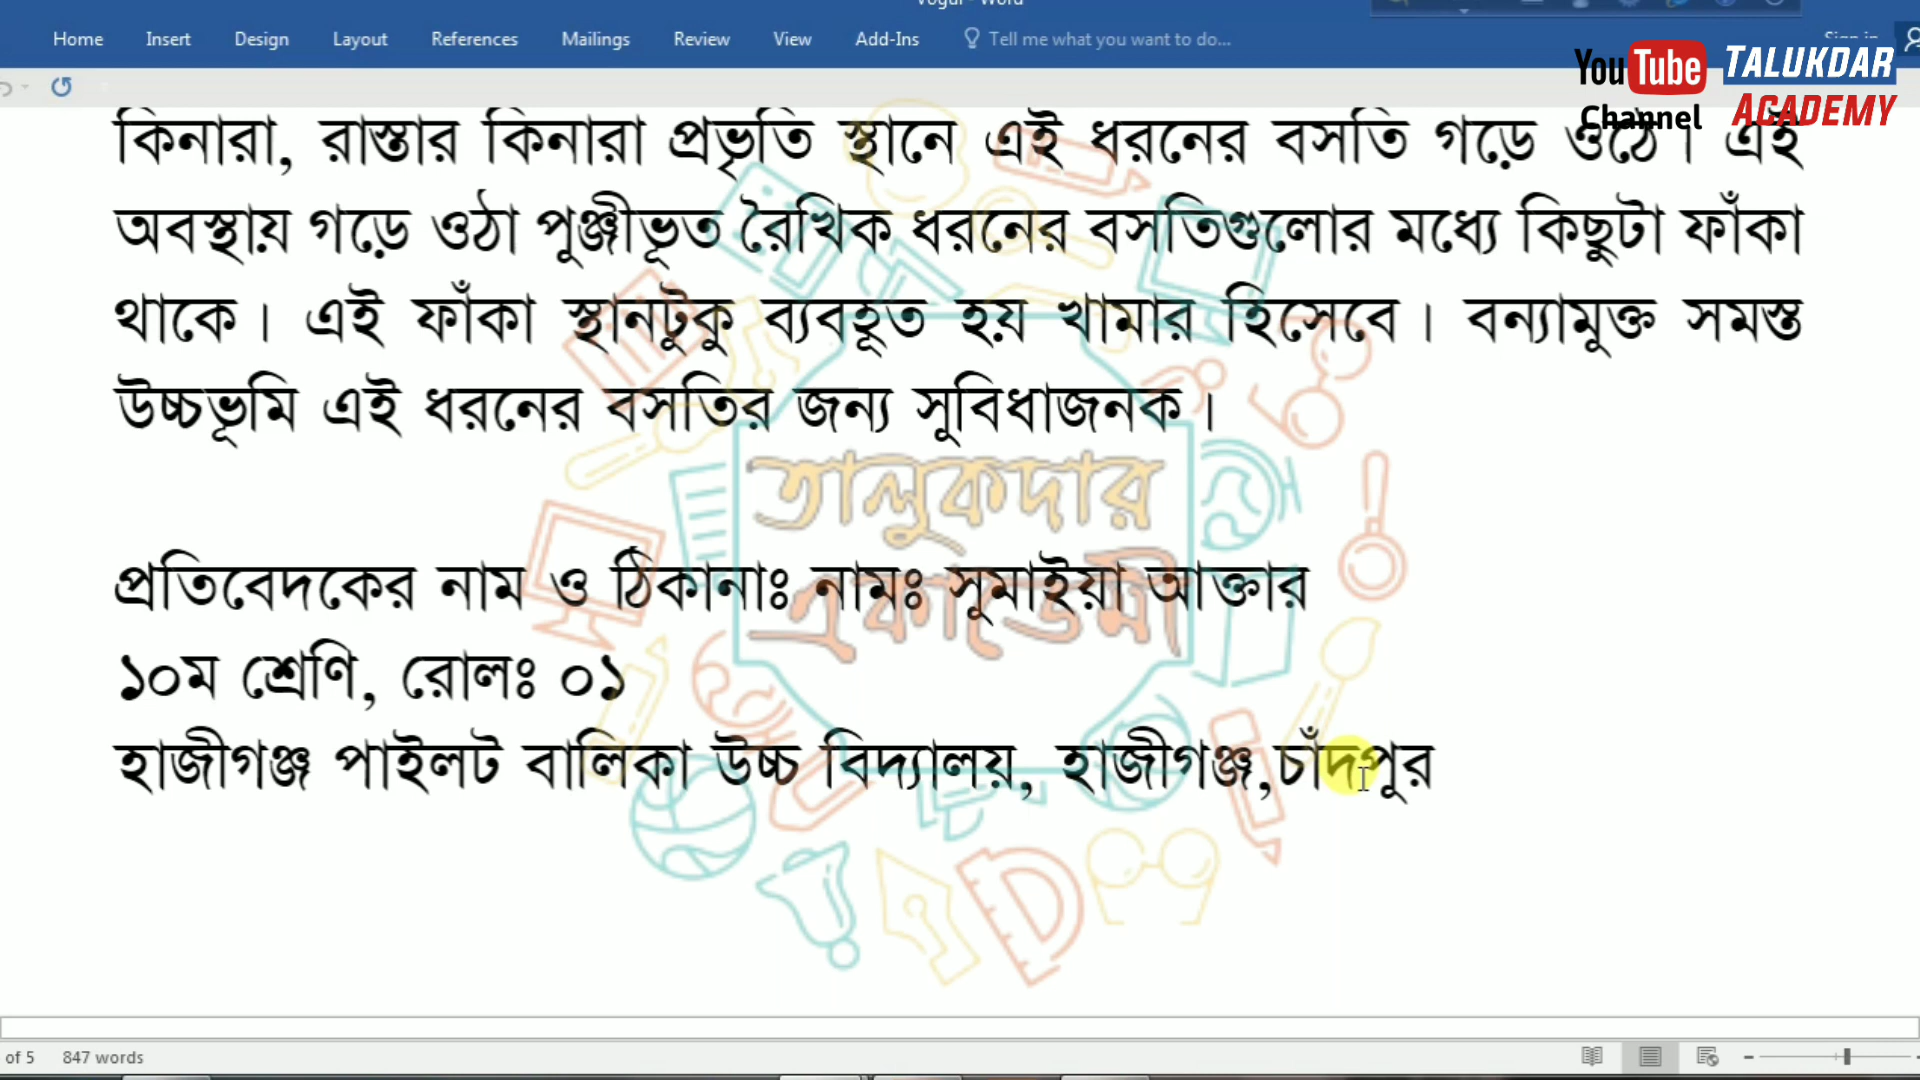 Home Insert Design Layout References Mailings Review View Add-Ins Tell me what you want to do...
YouTube TALUKDAR
Channel ACADEMY
কিনারা, রাস্তার কিনারা প্রভৃতি স্থানে এই ধরনের বসতি গড়ে ওঠে। এই
অবস্থায় গড়ে ওঠা পুঞ্জীভূত রৈখিক ধরনের বসতিগুলোর মধ্যে কিছুটা ফাঁকা
থাকে। এই ফাঁকা স্থানটুকু ব্যবহূত হয় খামার হিসেবে। বন্যামুক্ত সমস্ত
উচ্চভূমি এই ধরনের বসতির জন্য সুবিধাজনক।
তালুকদার
একাডেমী
প্রতিবেদকের নাম ও ঠিকানাঃ নামঃ সুমাইয়া আক্তার
১০ম শ্রেণি, রোলঃ ০১
হাজীগঞ্জ পাইলট বালিকা উচ্চ বিদ্যালয়, হাজীগঞ্জ,চাঁদপুর
of 5 847 words